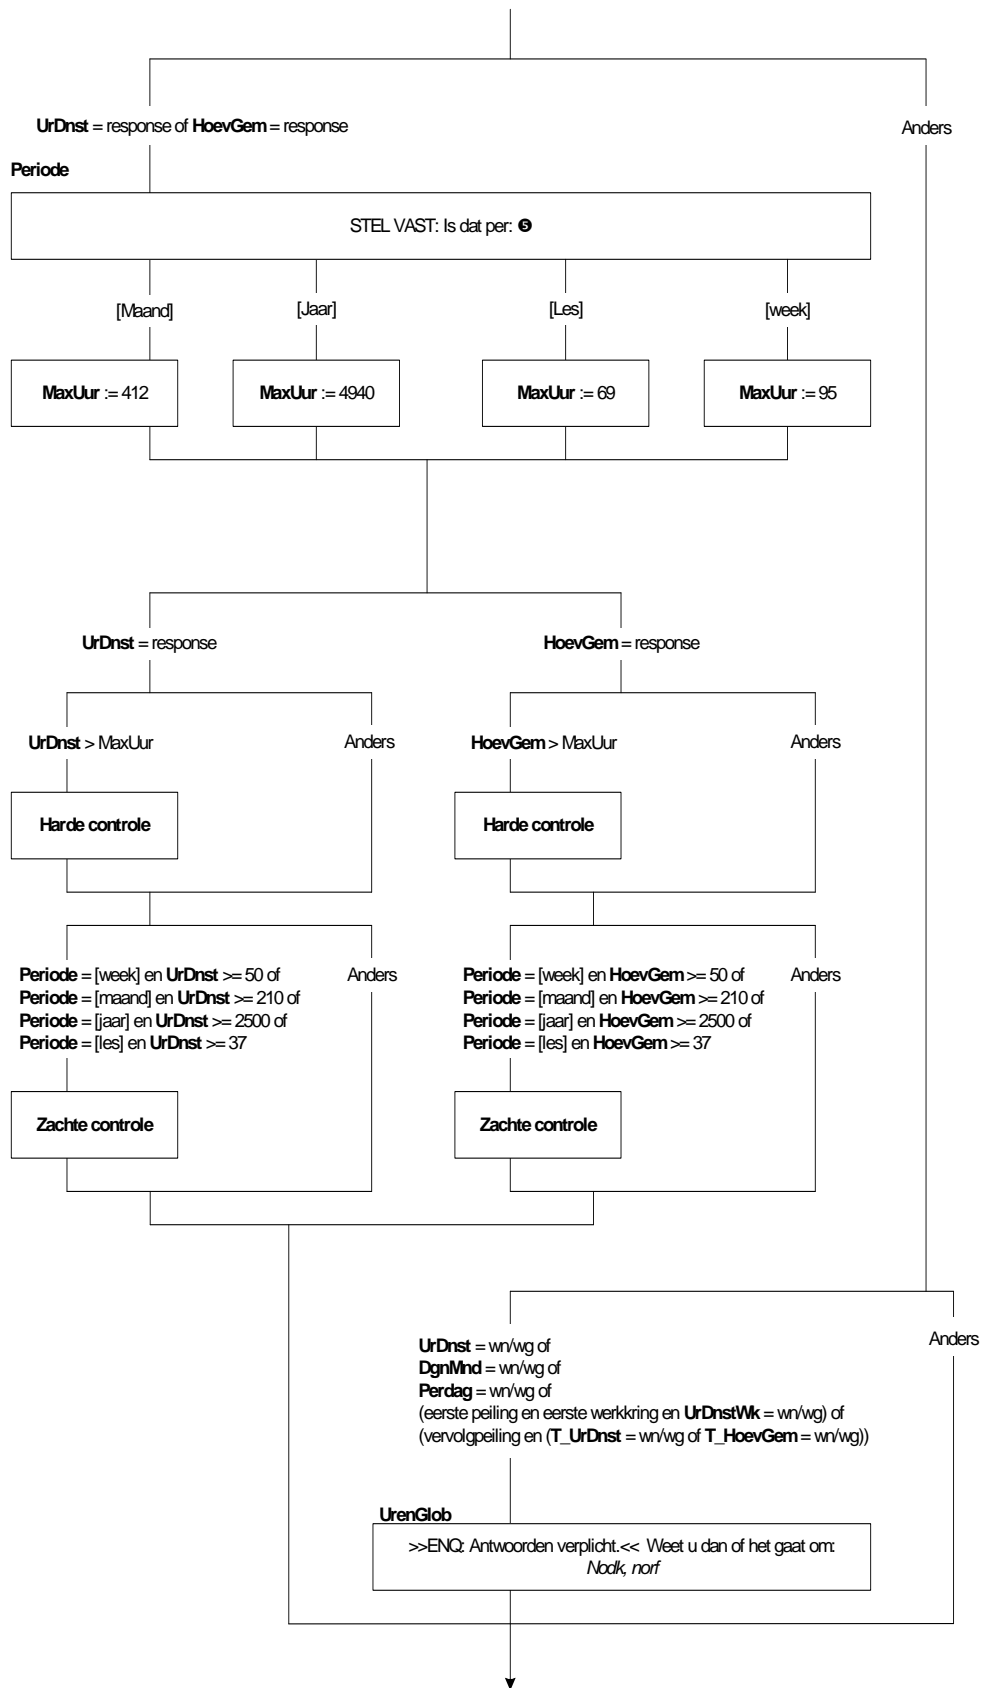 UrDnst = response of HoevGem = response
Anders
Periode
STEL VAST: Is dat per: ❺
[Maand]
[Jaar]
[Les]
[week]
MaxUur := 412
MaxUur := 4940
MaxUur := 69
MaxUur := 95
UrDnst = response
HoevGem = response
UrDnst > MaxUur
Anders
HoevGem > MaxUur
Anders
Harde controle
Harde controle
Periode = [week] en UrDnst >= 50 of
Periode = [maand] en UrDnst >= 210 of
Periode = [jaar] en UrDnst >= 2500 of
Periode = [les] en UrDnst >= 37
Anders
Periode = [week] en HoevGem >= 50 of
Periode = [maand] en HoevGem >= 210 of
Periode = [jaar] en HoevGem >= 2500 of
Periode = [les] en HoevGem >= 37
Anders
Zachte controle
Zachte controle
UrDnst = wn/wg of
DgnMnd = wn/wg of
Perdag = wn/wg of
(eerste peiling en eerste werkkring en UrDnstWk = wn/wg) of
(vervolgpeiling en (T_UrDnst = wn/wg of T_HoevGem = wn/wg))
Anders
UrenGlob
>>ENQ: Antwoorden verplicht.<< Weet u dan of het gaat om:
Nodk, norf